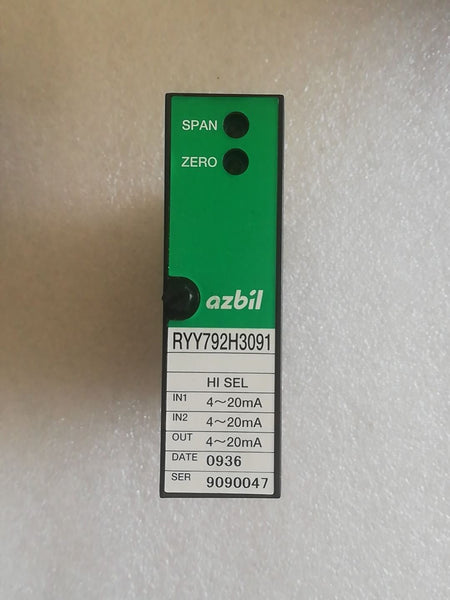 SPAN
ZERO
azbil
RYY792H3091
HI SEL
IN1 4～20mA
IN2 4～20mA
OUT 4～20mA
DATE 0936
SER 9090047